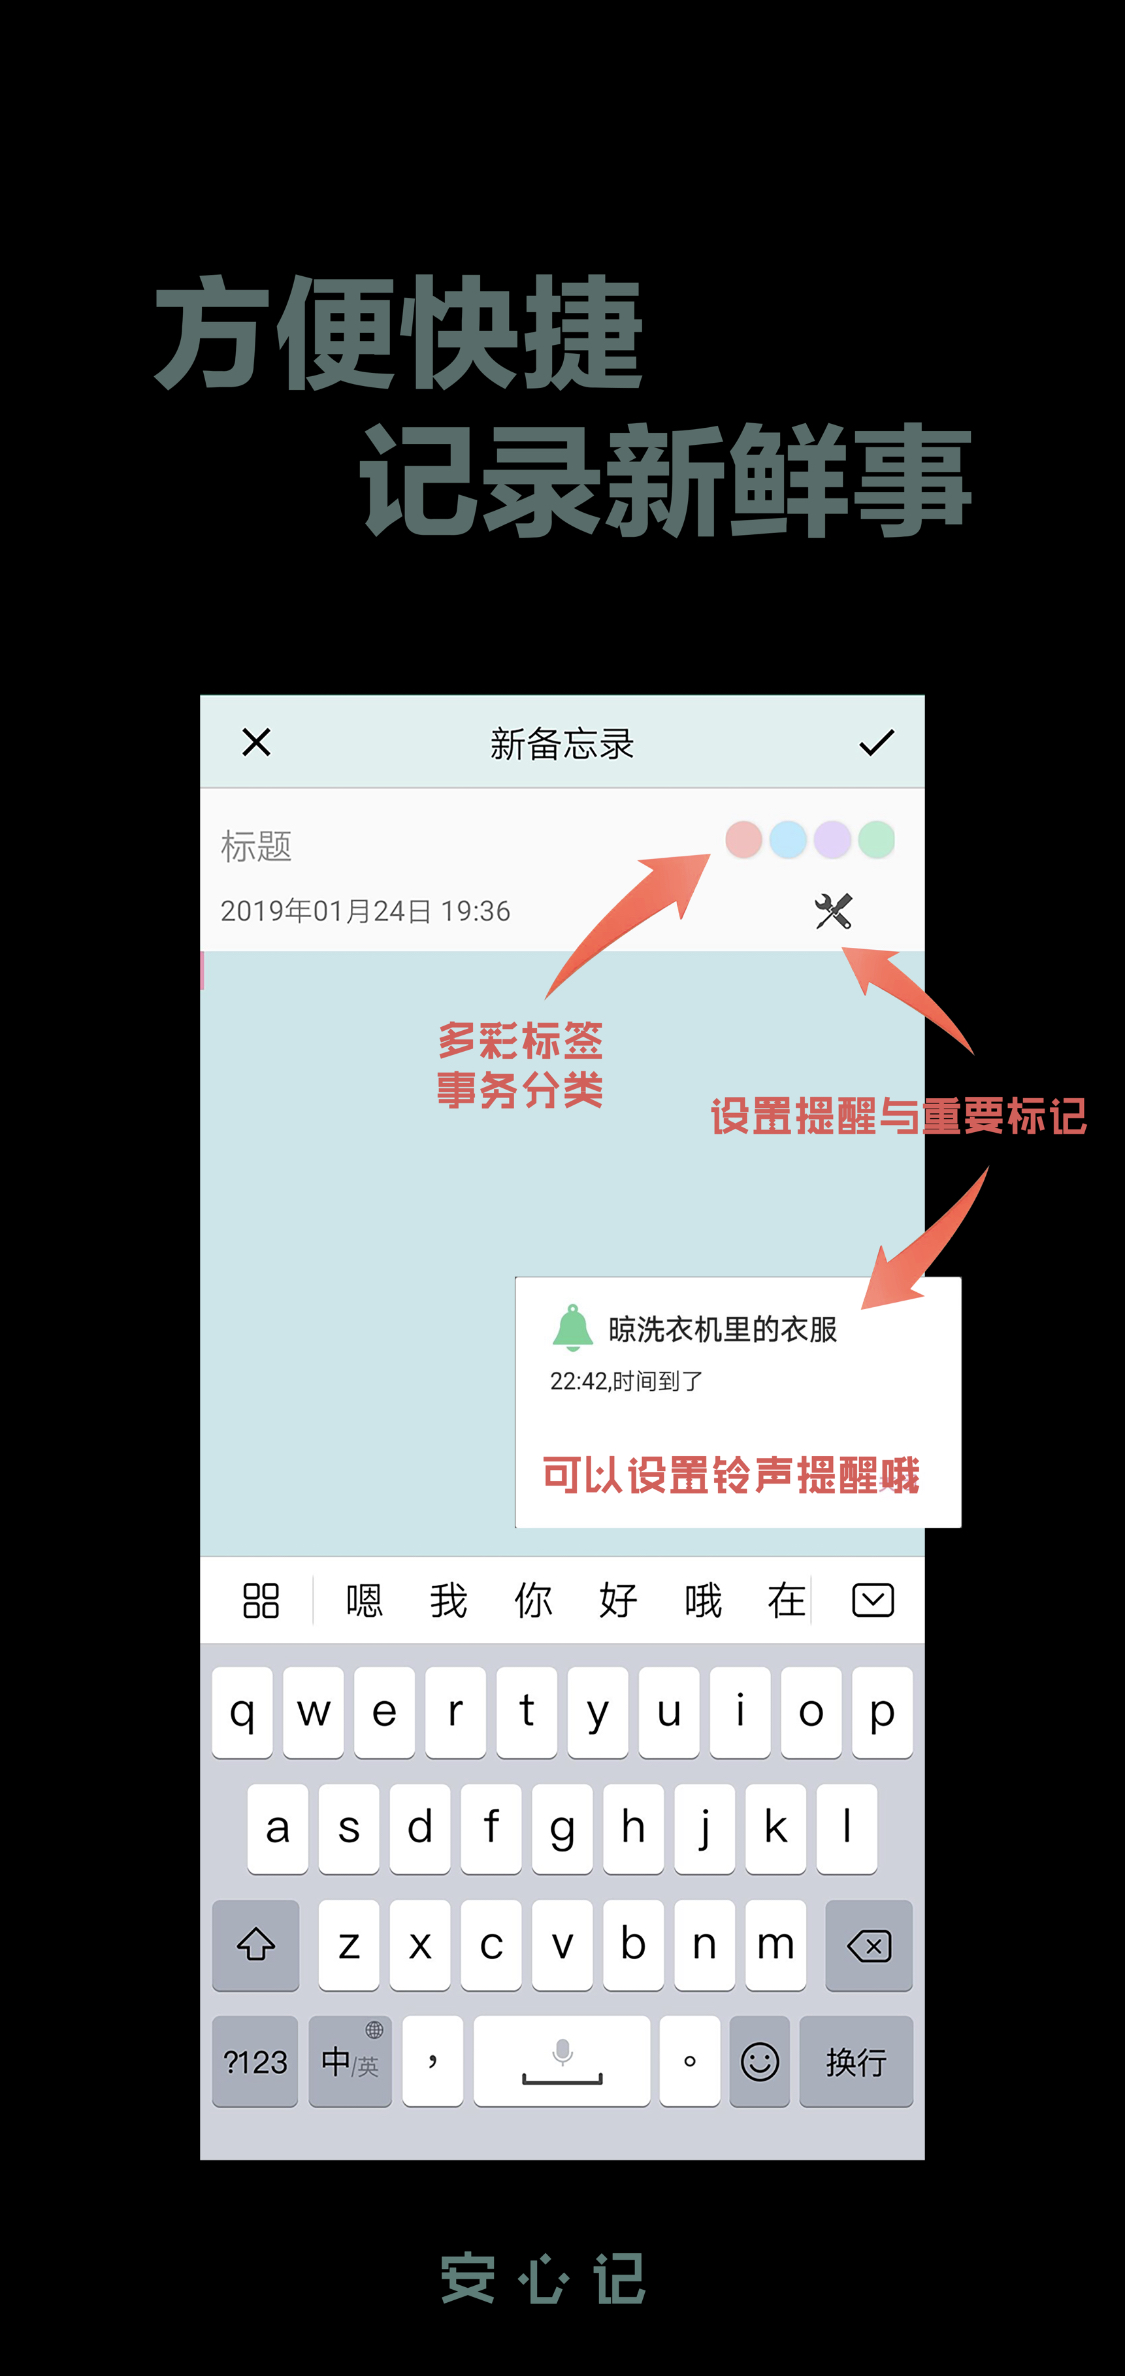 方便快捷
记录新鲜事
新备忘录
标题
2019年01月24日 19:36
多彩标签
事务分类
设置提醒与重要标记
晾洗衣机里的衣服
22:42,时间到了
可以设置铃声提醒哦
嗯 我 你 好 哦 在
q w e r t y u i o p
a s d f g h j k l
z x c v b n m
?123 中/英 , 。 换行
安心记